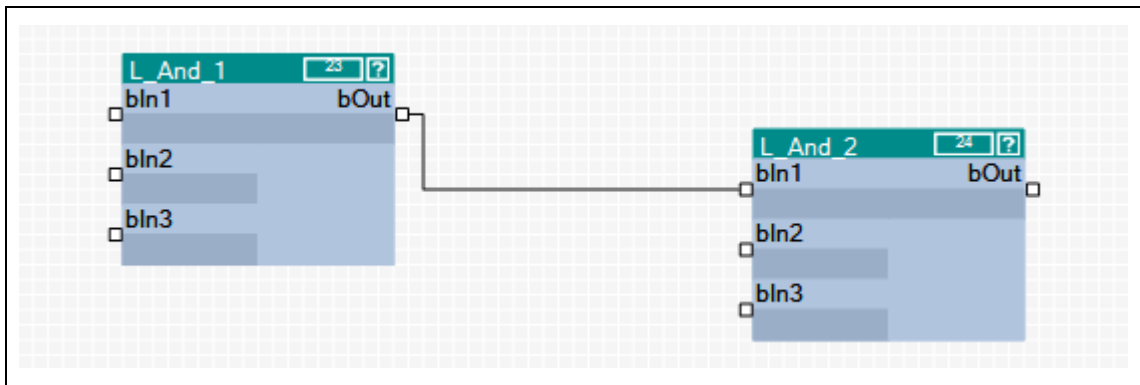 L_And_1 23 ?
bIn1 bOut
bIn2
bIn3
L_And_2 24 ?
bIn1 bOut
bIn2
bIn3